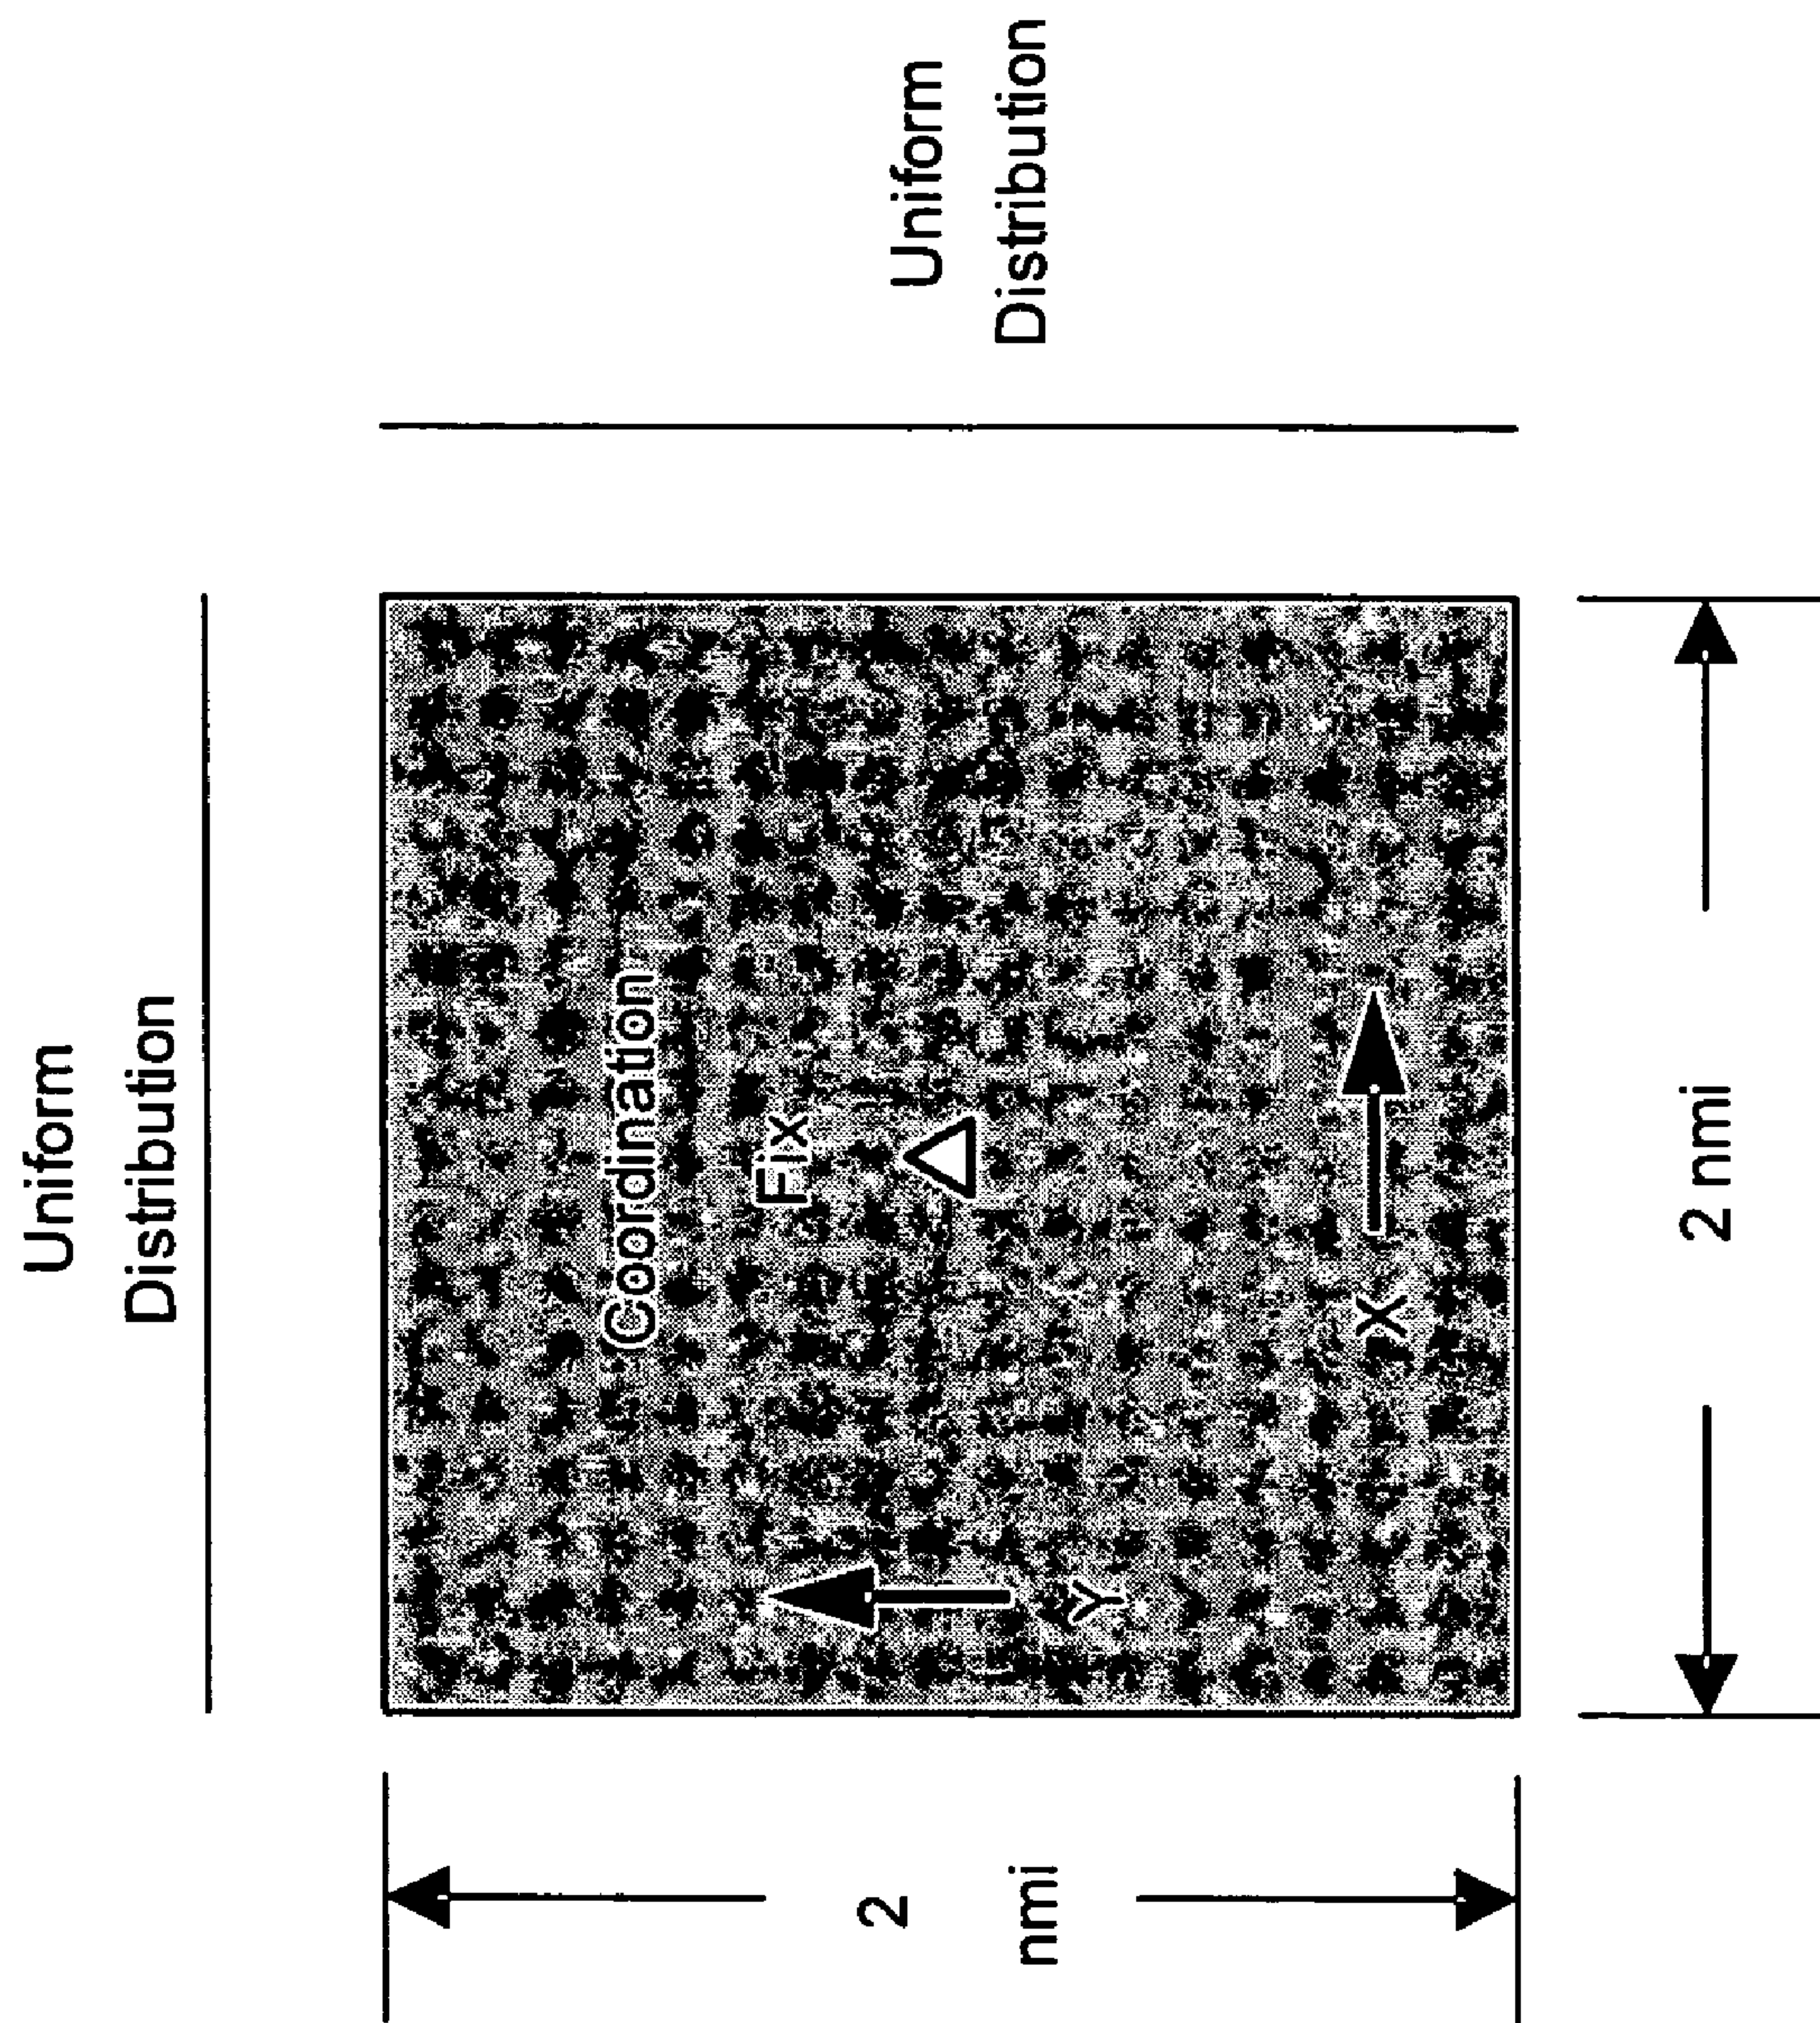 Uniform
Distribution
Uniform
Distribution
Coordination
Fix
Y
X
2
nmi
2 nmi